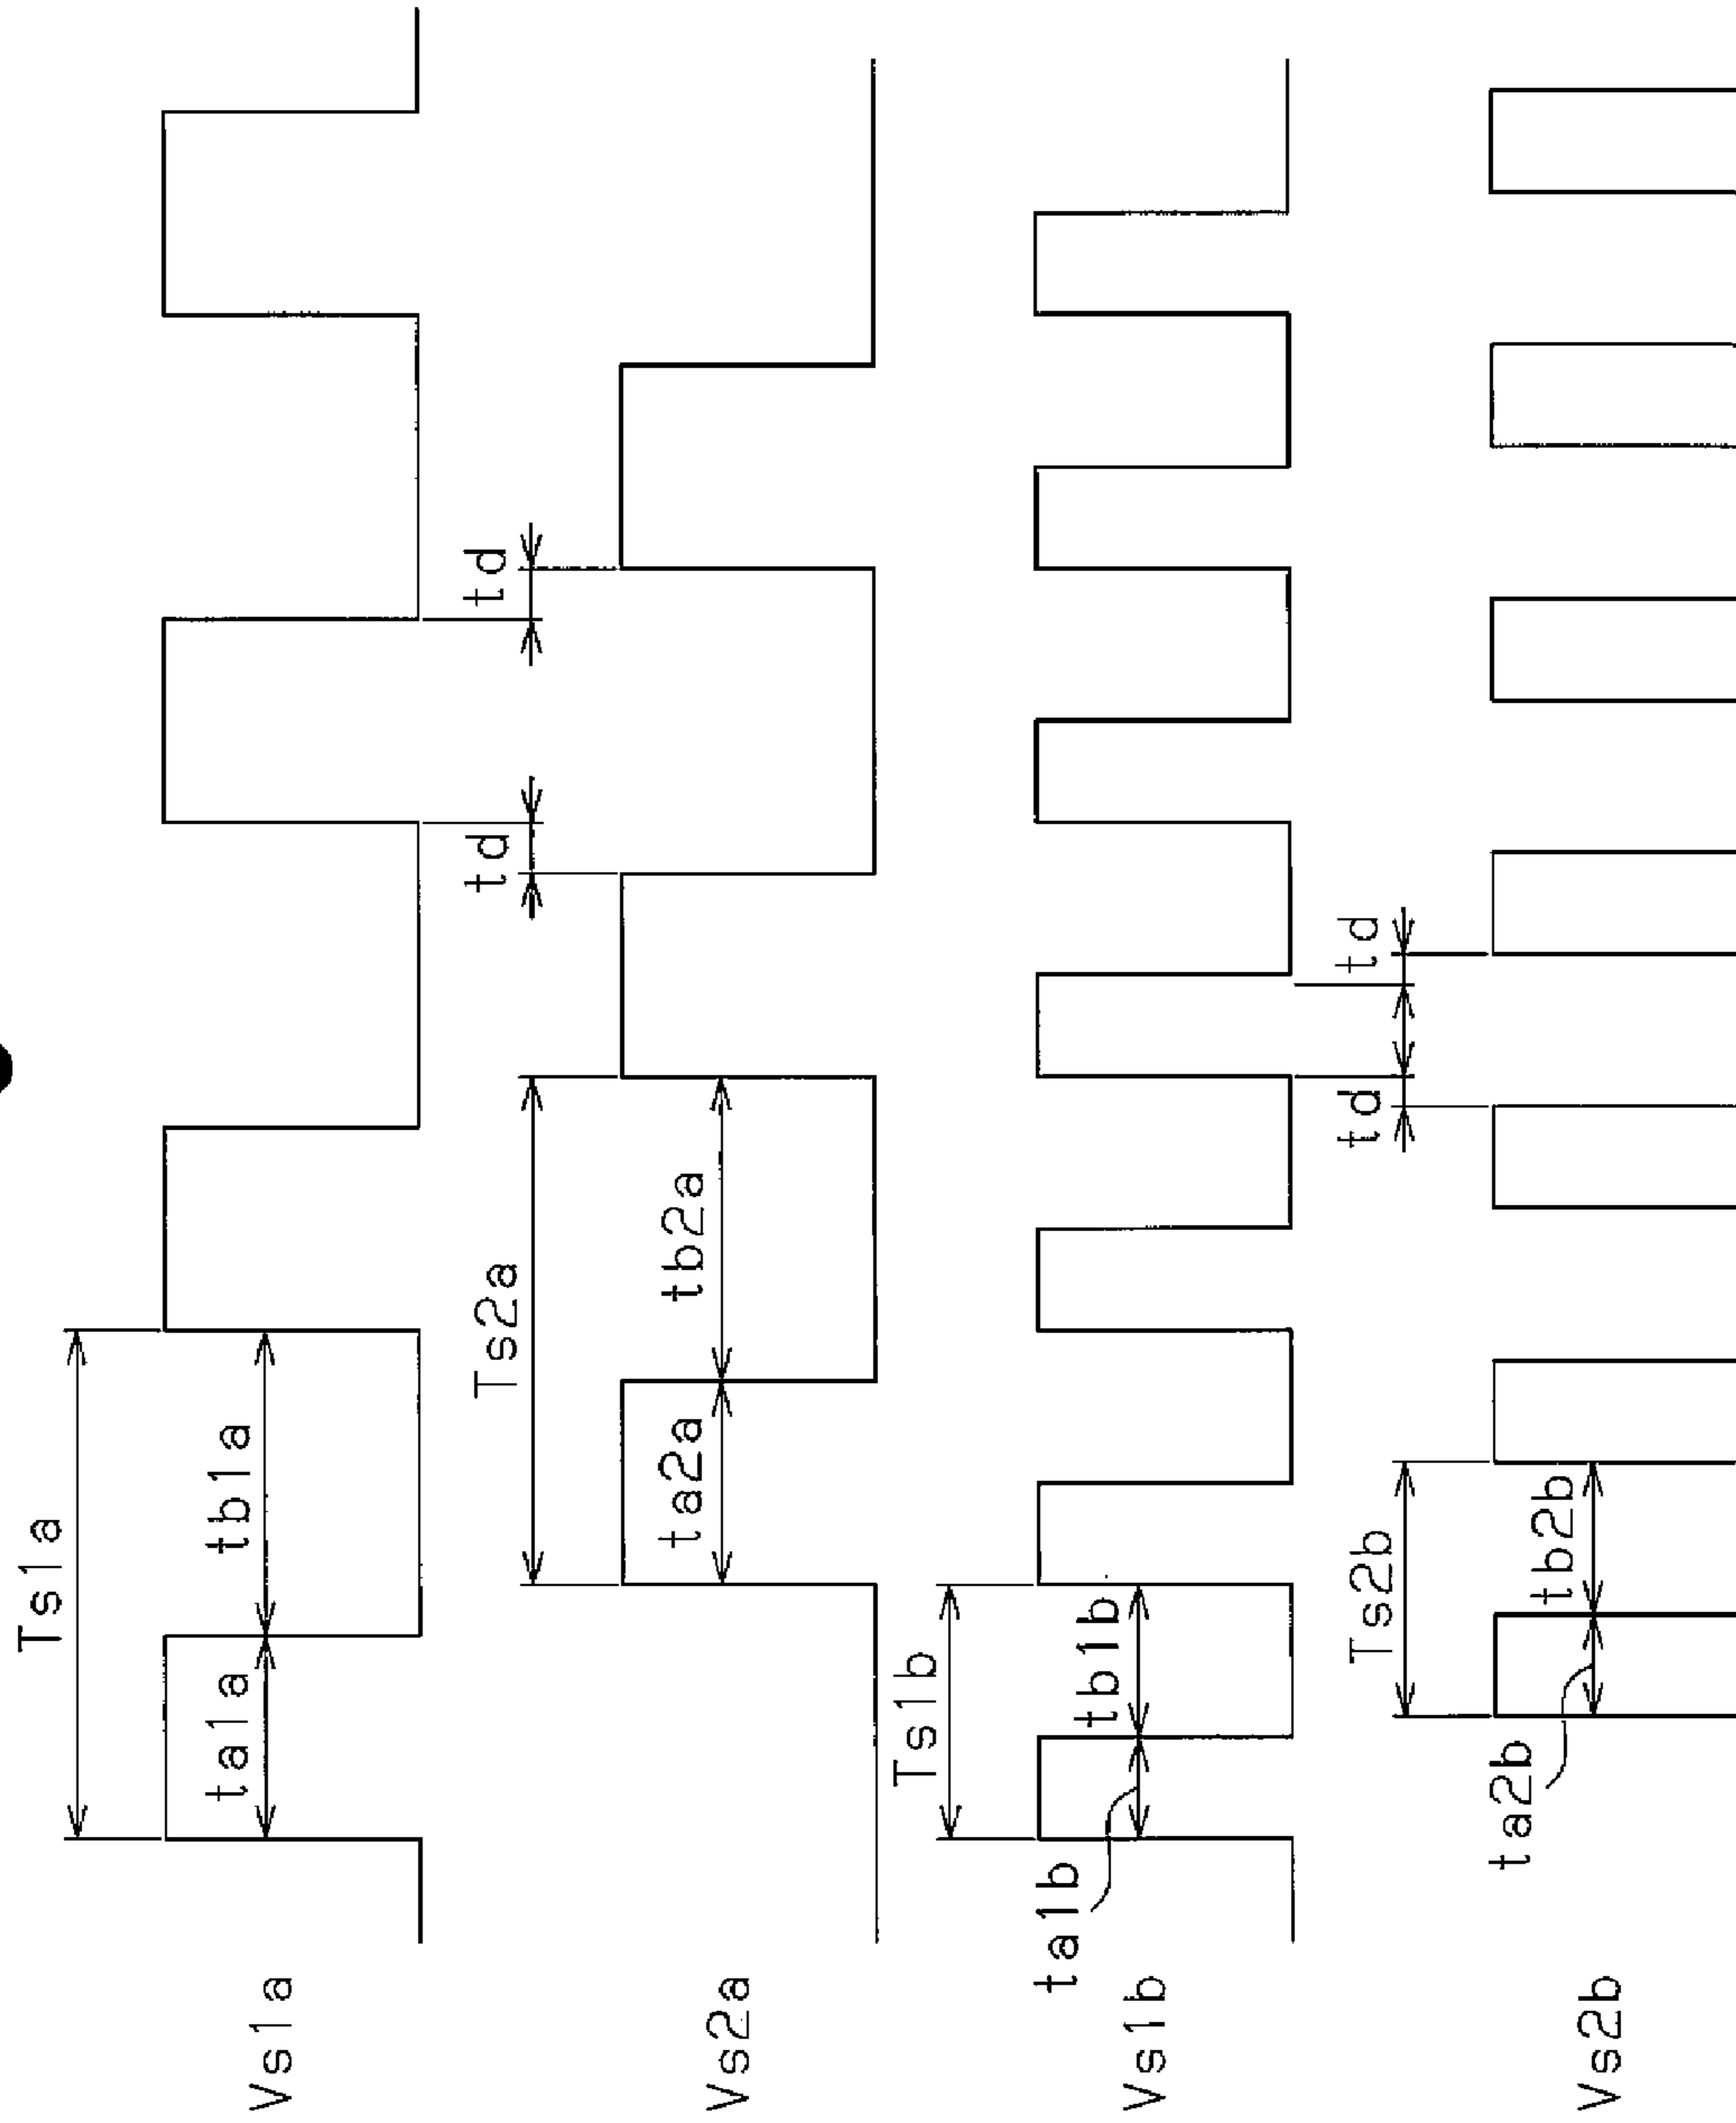 Ts1a
Vs1a
ta1a
tb1a
td
td
Ts2a
Vs2a
ta2a
tb2a
Ts1b
Vs1b
ta1b
tb1b
td
td
Ts2b
Vs2b
ta2b
tb2b